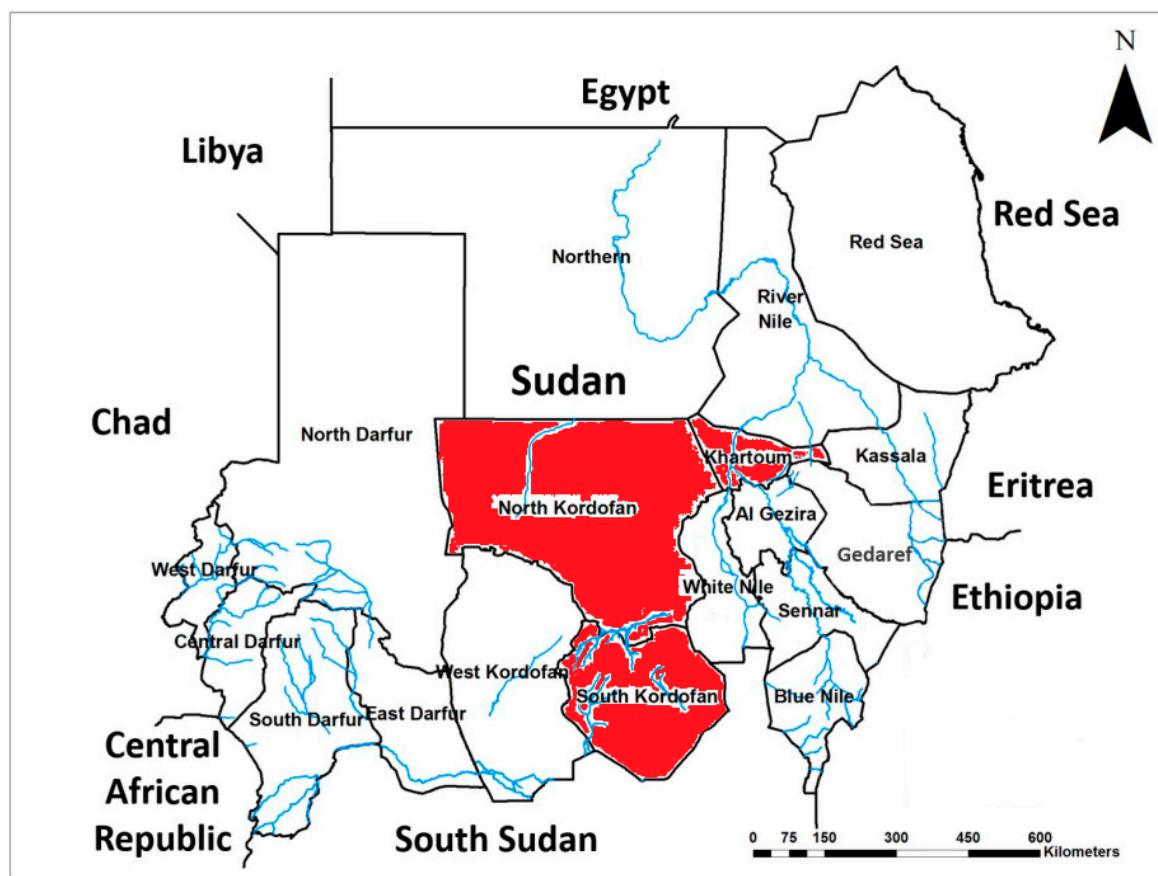 N
Egypt
Libya
Red Sea
Red Sea
Northern
River
Nile
Sudan
Chad
North Darfur
Khartoum
Kassala
Eritrea
North Kordofan
Al Gezira
Gedaref
West Darfur
White Nile
Sennar
Ethiopia
Central Darfur
West Kordofan
South Kordofan
Blue Nile
South Darfur
East Darfur
Central
African
Republic
South Sudan
0 75 150 300 450 600
Kilometers